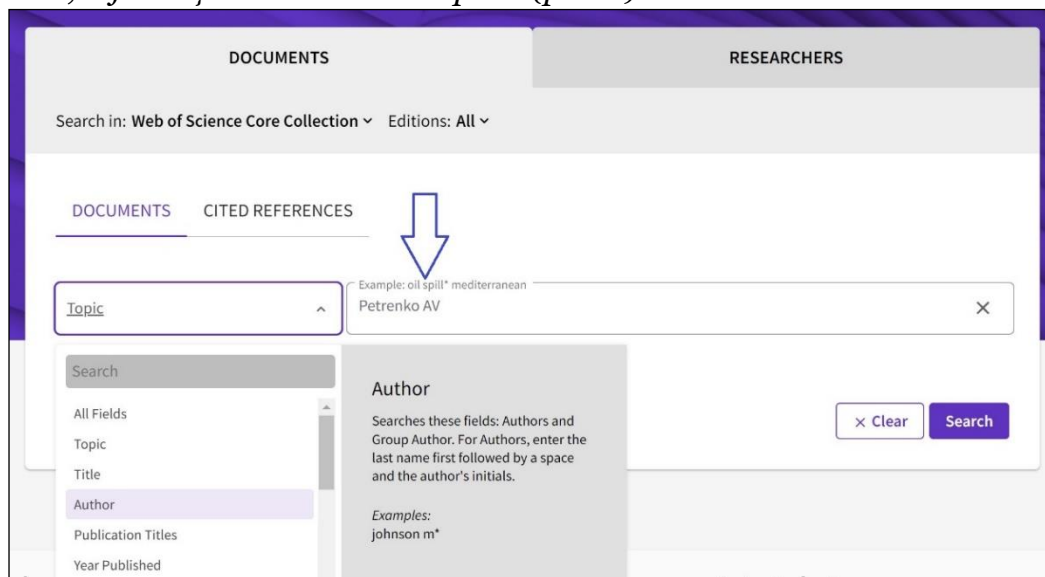 DOCUMENTS
RESEARCHERS
Search in: Web of Science Core Collection Editions: All
DOCUMENTS CITED REFERENCES
Example: oil spill* mediterranean
Topic
Petrenko AV
Search
All Fields
Topic
Title
Author
Publication Titles
Year Published
Author
Searches these fields: Authors and
Group Author. For Authors, enter the
last name first followed by a space
and the author's initials.
Examples:
johnson m*
× Clear
Search